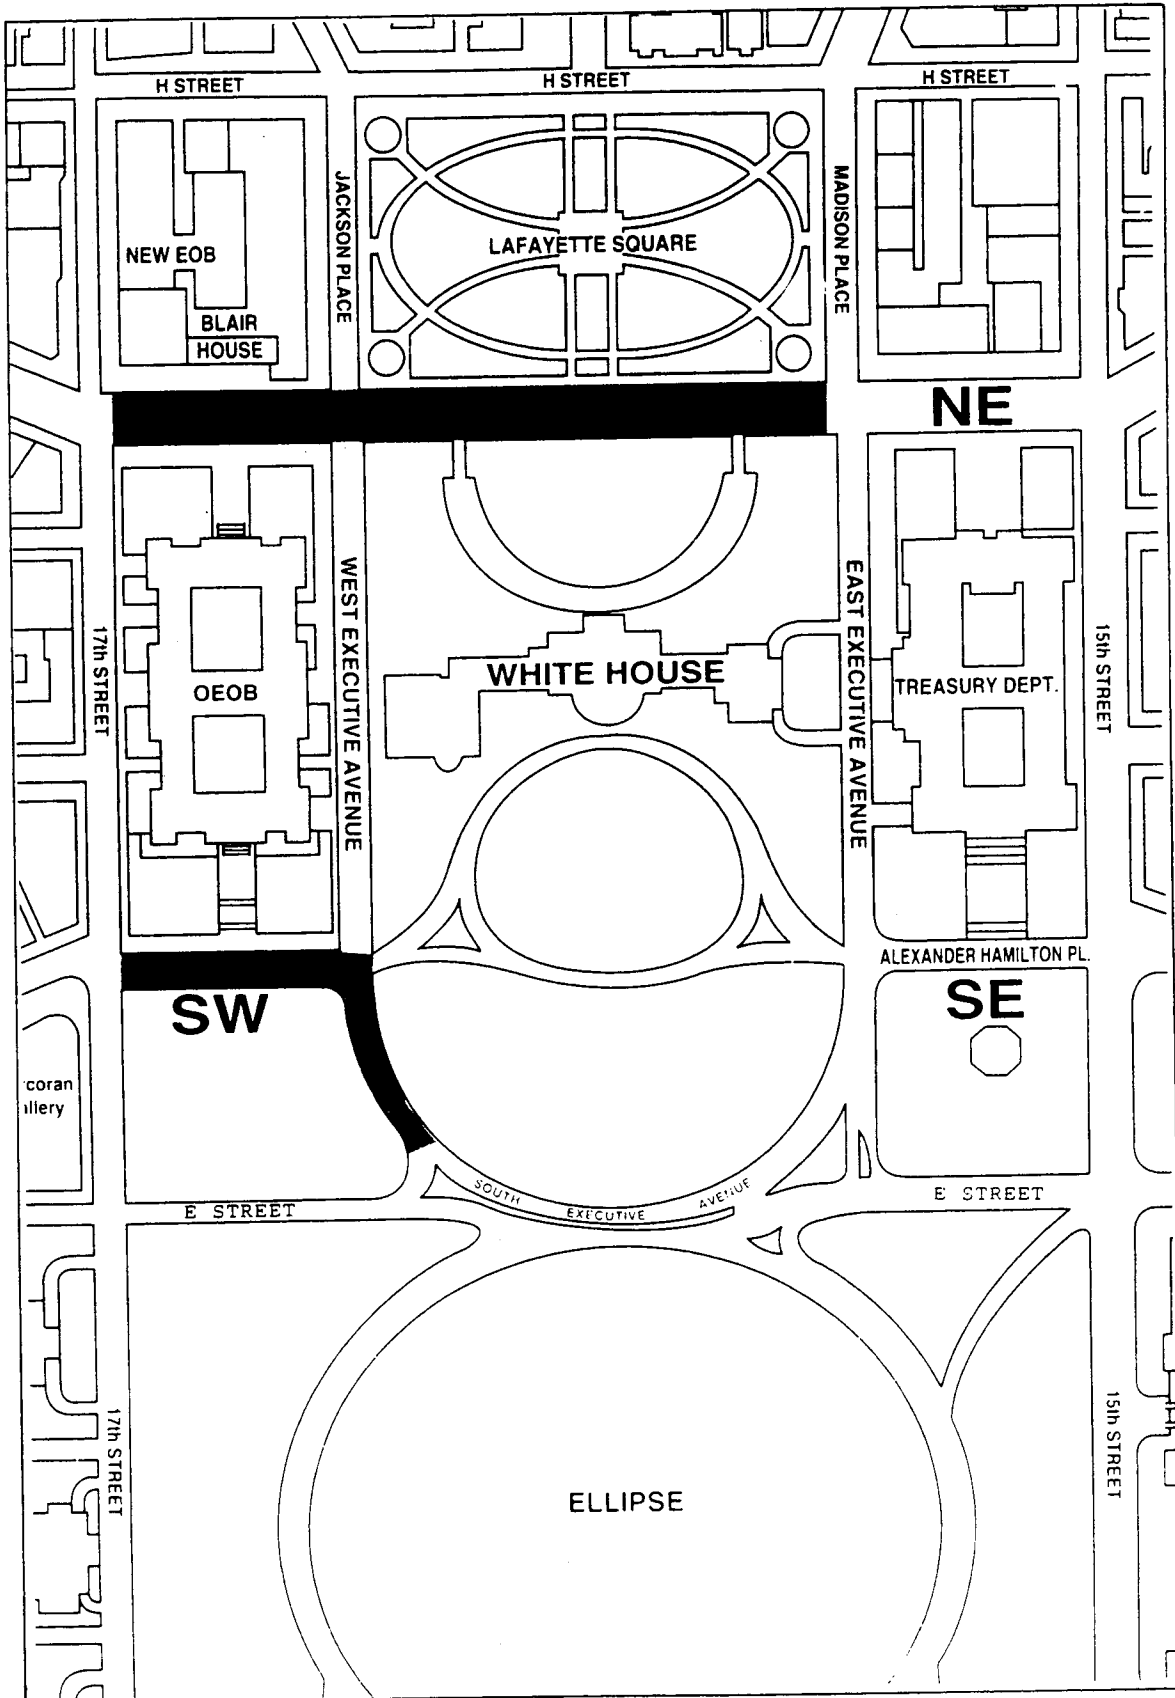 H STREET
H STREET
H STREET
JACKSON PLACE
MADISON PLACE
LAFAYETTE SQUARE
NEW EOB
BLAIR
HOUSE
NE
WEST EXECUTIVE AVENUE
EAST EXECUTIVE AVENUE
17th STREET
15th STREET
WHITE HOUSE
OEOB
TREASURY DEPT.
ALEXANDER HAMILTON PL.
SW
SE
coran
llery
SOUTH
EXECUTIVE
AVENUE
E STREET
E STREET
17th STREET
15th STREET
ELLIPSE